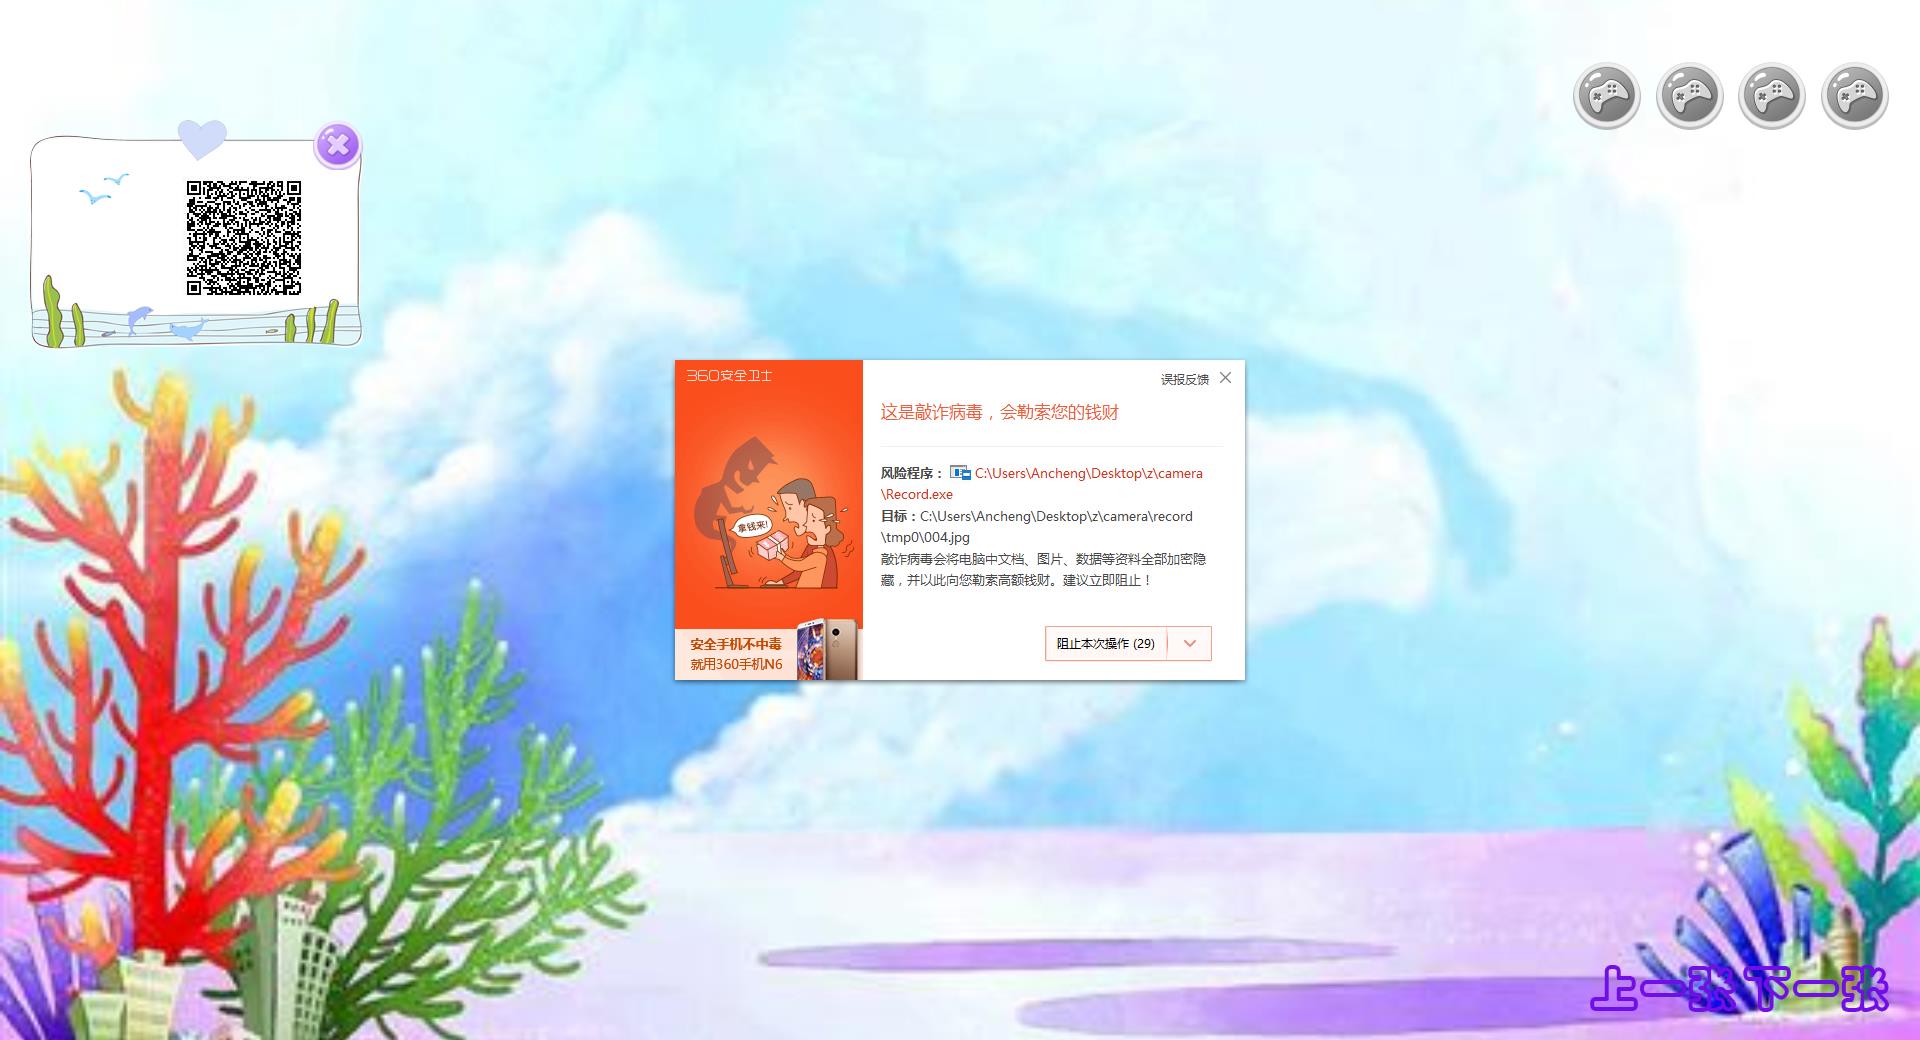 360安全卫士
误报反馈
这是敲诈病毒，会勒索您的钱财
风险程序： C:\Users\Ancheng\Desktop\z\camera
\Record.exe
目标：C:\Users\Ancheng\Desktop\z\camera\record
\tmp0\004.jpg
敲诈病毒会将电脑中文档、图片、数据等资料全部加密隐
藏，并以此向您勒索高额钱财。建议立即阻止！
拿钱来!
安全手机不中毒
就用360手机N6
阻止本次操作 (29)
上一张 下一张